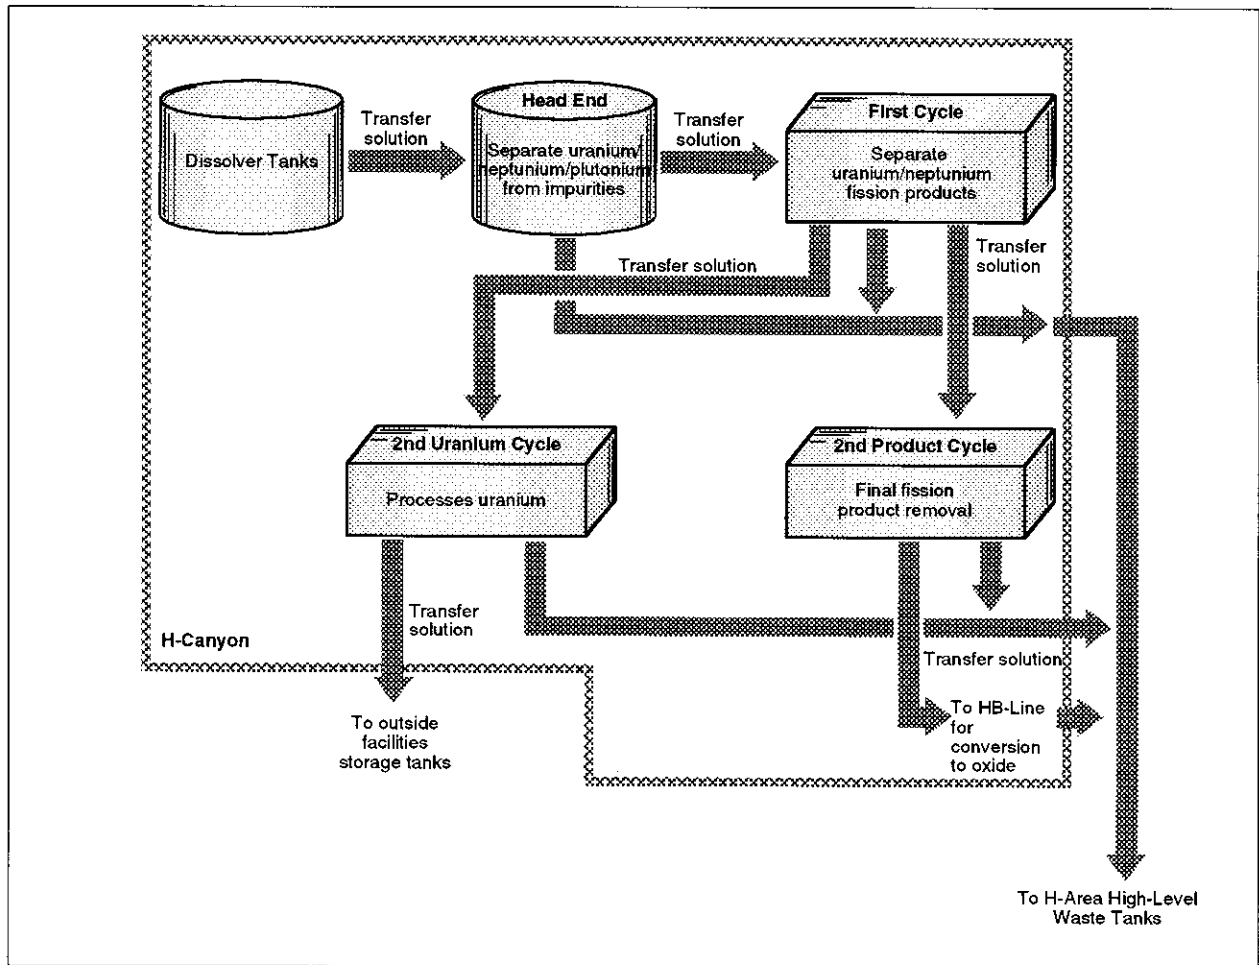 Dissolver Tanks
Transfer
solution
Head End
Separate uranium/
neptunium/plutonium
from impurities
Transfer
solution
First Cycle
Separate
uranium/neptunium
fission products
Transfer solution
Transfer
solution
2nd Uranium Cycle
Processes uranium
2nd Product Cycle
Final fission
product removal
Transfer
solution
H-Canyon
Transfer solution
To outside
facilities
storage tanks
To HB-Line
for
conversion
to oxide
To H-Area High-Level
Waste Tanks